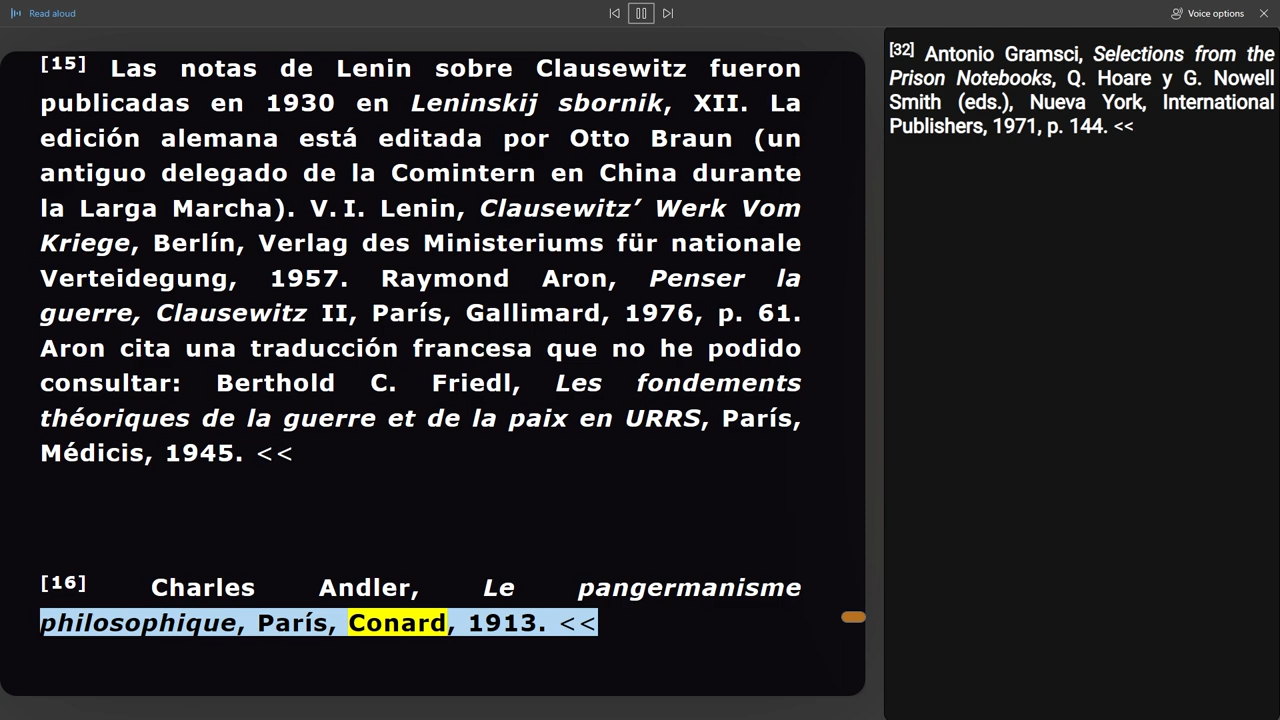 Read aloud
Voice options
[15] Las notas de Lenin sobre Clausewitz fueron
publicadas en 1930 en Leninskij sbornik, XII. La
edición alemana está editada por Otto Braun (un
antiguo delegado de la Comintern en China durante
la Larga Marcha). V. I. Lenin, Clausewitz’ Werk Vom
Kriege, Berlín, Verlag des Ministeriums für nationale
Verteidegung, 1957. Raymond Aron, Penser la
guerre, Clausewitz II, París, Gallimard, 1976, p. 61.
Aron cita una traducción francesa que no he podido
consultar: Berthold C. Friedl, Les fondements
théoriques de la guerre et de la paix en URRS, París,
Médicis, 1945. <<
[16] Charles Andler, Le pangermanisme
philosophique, París, Conard, 1913. <<
[32] Antonio Gramsci, Selections from the
Prison Notebooks, Q. Hoare y G. Nowell
Smith (eds.), Nueva York, International
Publishers, 1971, p. 144. <<